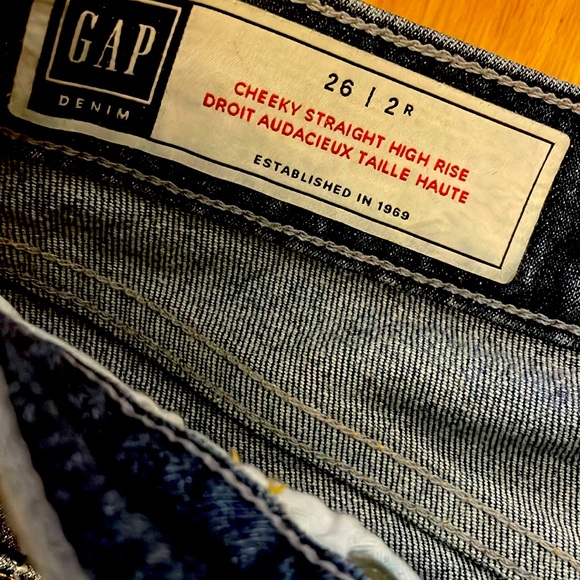 GAP
DENIM
26 | 2R
CHEEKY STRAIGHT HIGH RISE
DROIT AUDACIEUX TAILLE HAUTE
ESTABLISHED IN 1969